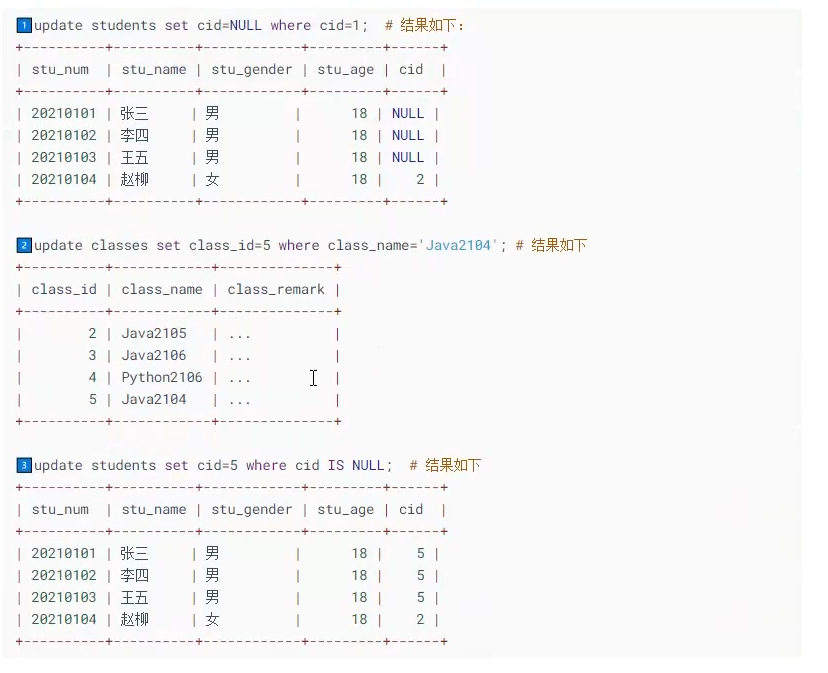 1 update students set cid=NULL where cid=1;  # 结果如下：
+----------+----------+------------+---------+------+
| stu_num  | stu_name | stu_gender | stu_age | cid  |
+----------+----------+------------+---------+------+
| 20210101 | 张三     | 男         |      18 | NULL |
| 20210102 | 李四     | 男         |      18 | NULL |
| 20210103 | 王五     | 男         |      18 | NULL |
| 20210104 | 赵柳     | 女         |      18 |    2 |
+----------+----------+------------+---------+------+
2 update classes set class_id=5 where class_name='Java2104'; # 结果如下
+----------+------------+--------------+
| class_id | class_name | class_remark |
+----------+------------+--------------+
|        2 | Java2105   | ...          |
|        3 | Java2106   | ...          |
|        4 | Python2106 | ...          |
|        5 | Java2104   | ...          |
+----------+------------+--------------+
3 update students set cid=5 where cid IS NULL;  # 结果如下
+----------+----------+------------+---------+------+
| stu_num  | stu_name | stu_gender | stu_age | cid  |
+----------+----------+------------+---------+------+
| 20210101 | 张三     | 男         |      18 |    5 |
| 20210102 | 李四     | 男         |      18 |    5 |
| 20210103 | 王五     | 男         |      18 |    5 |
| 20210104 | 赵柳     | 女         |      18 |    2 |
+----------+----------+------------+---------+------+